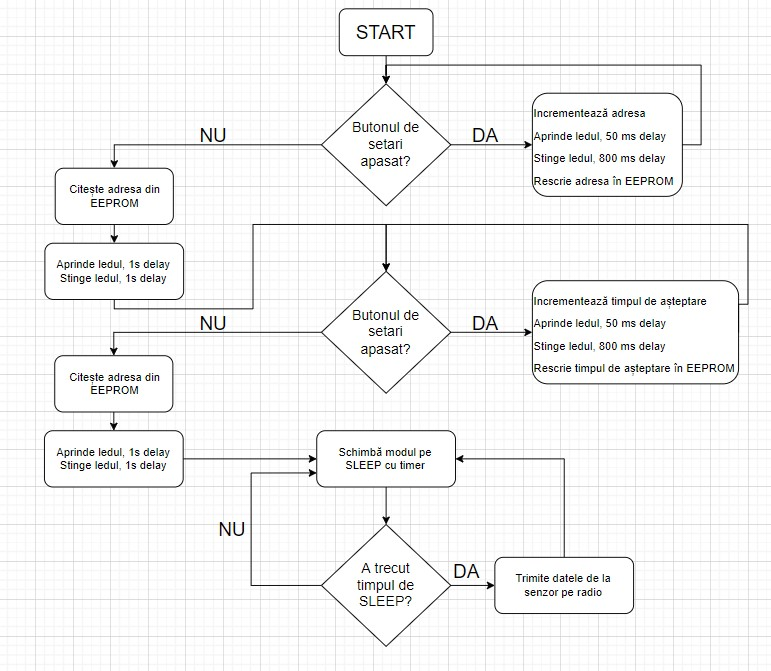 START
Butonul de
setari
apasat?
NU
DA
Incrementează adresa
Aprinde ledul, 50 ms delay
Stinge ledul, 800 ms delay
Rescrie adresa în EEPROM
Citește adresa din
EEPROM
Aprinde ledul, 1s delay
Stinge ledul, 1s delay
Butonul de
setari
apasat?
NU
DA
Incrementează timpul de așteptare
Aprinde ledul, 50 ms delay
Stinge ledul, 800 ms delay
Rescrie timpul de așteptare în EEPROM
Citește adresa din
EEPROM
Aprinde ledul, 1s delay
Stinge ledul, 1s delay
Schimbă modul pe
SLEEP cu timer
NU
A trecut
timpul de
SLEEP?
DA
Trimite datele de la
senzor pe radio